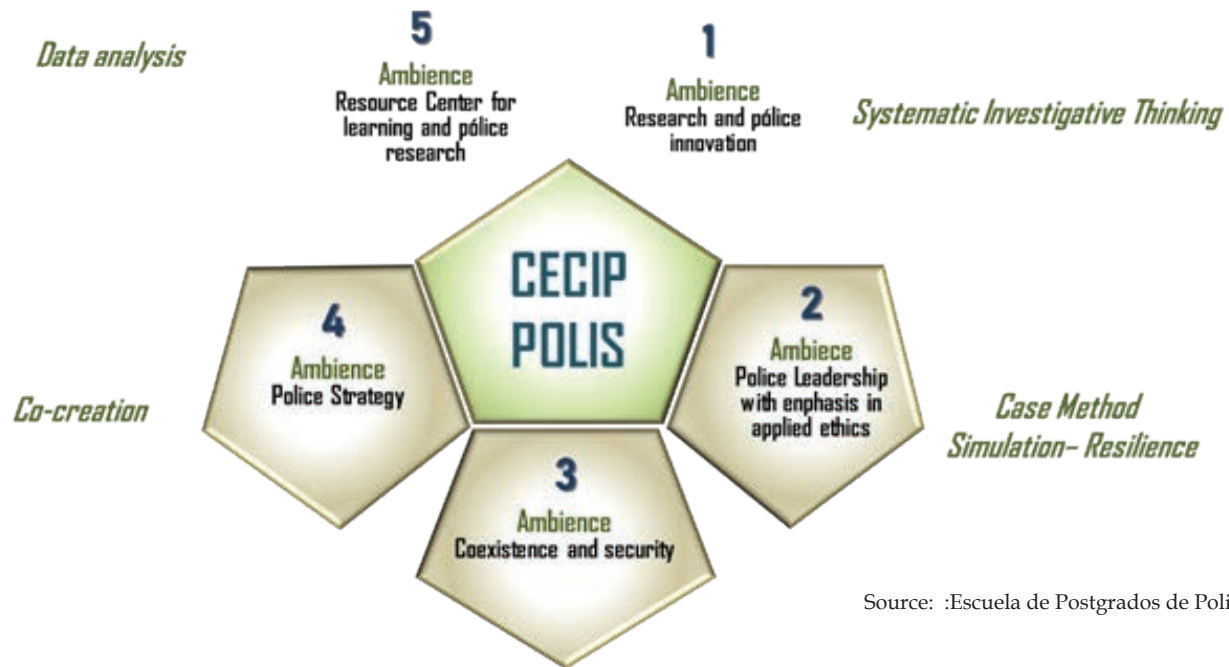 Data analysis
5
Ambience
Resource Center for
learning and pólice
research
1
Ambience
Research and pólice
innovation
Systematic Investigative Thinking
CECIP
POLIS
4
Ambience
Police Strategy
2
Ambiece
Police Leadership
with enphasis in
applied ethics
Co-creation
Case Method
Simulation– Resilience
3
Ambience
Coexistence and security
Source: :Escuela de Postgrados de Poli